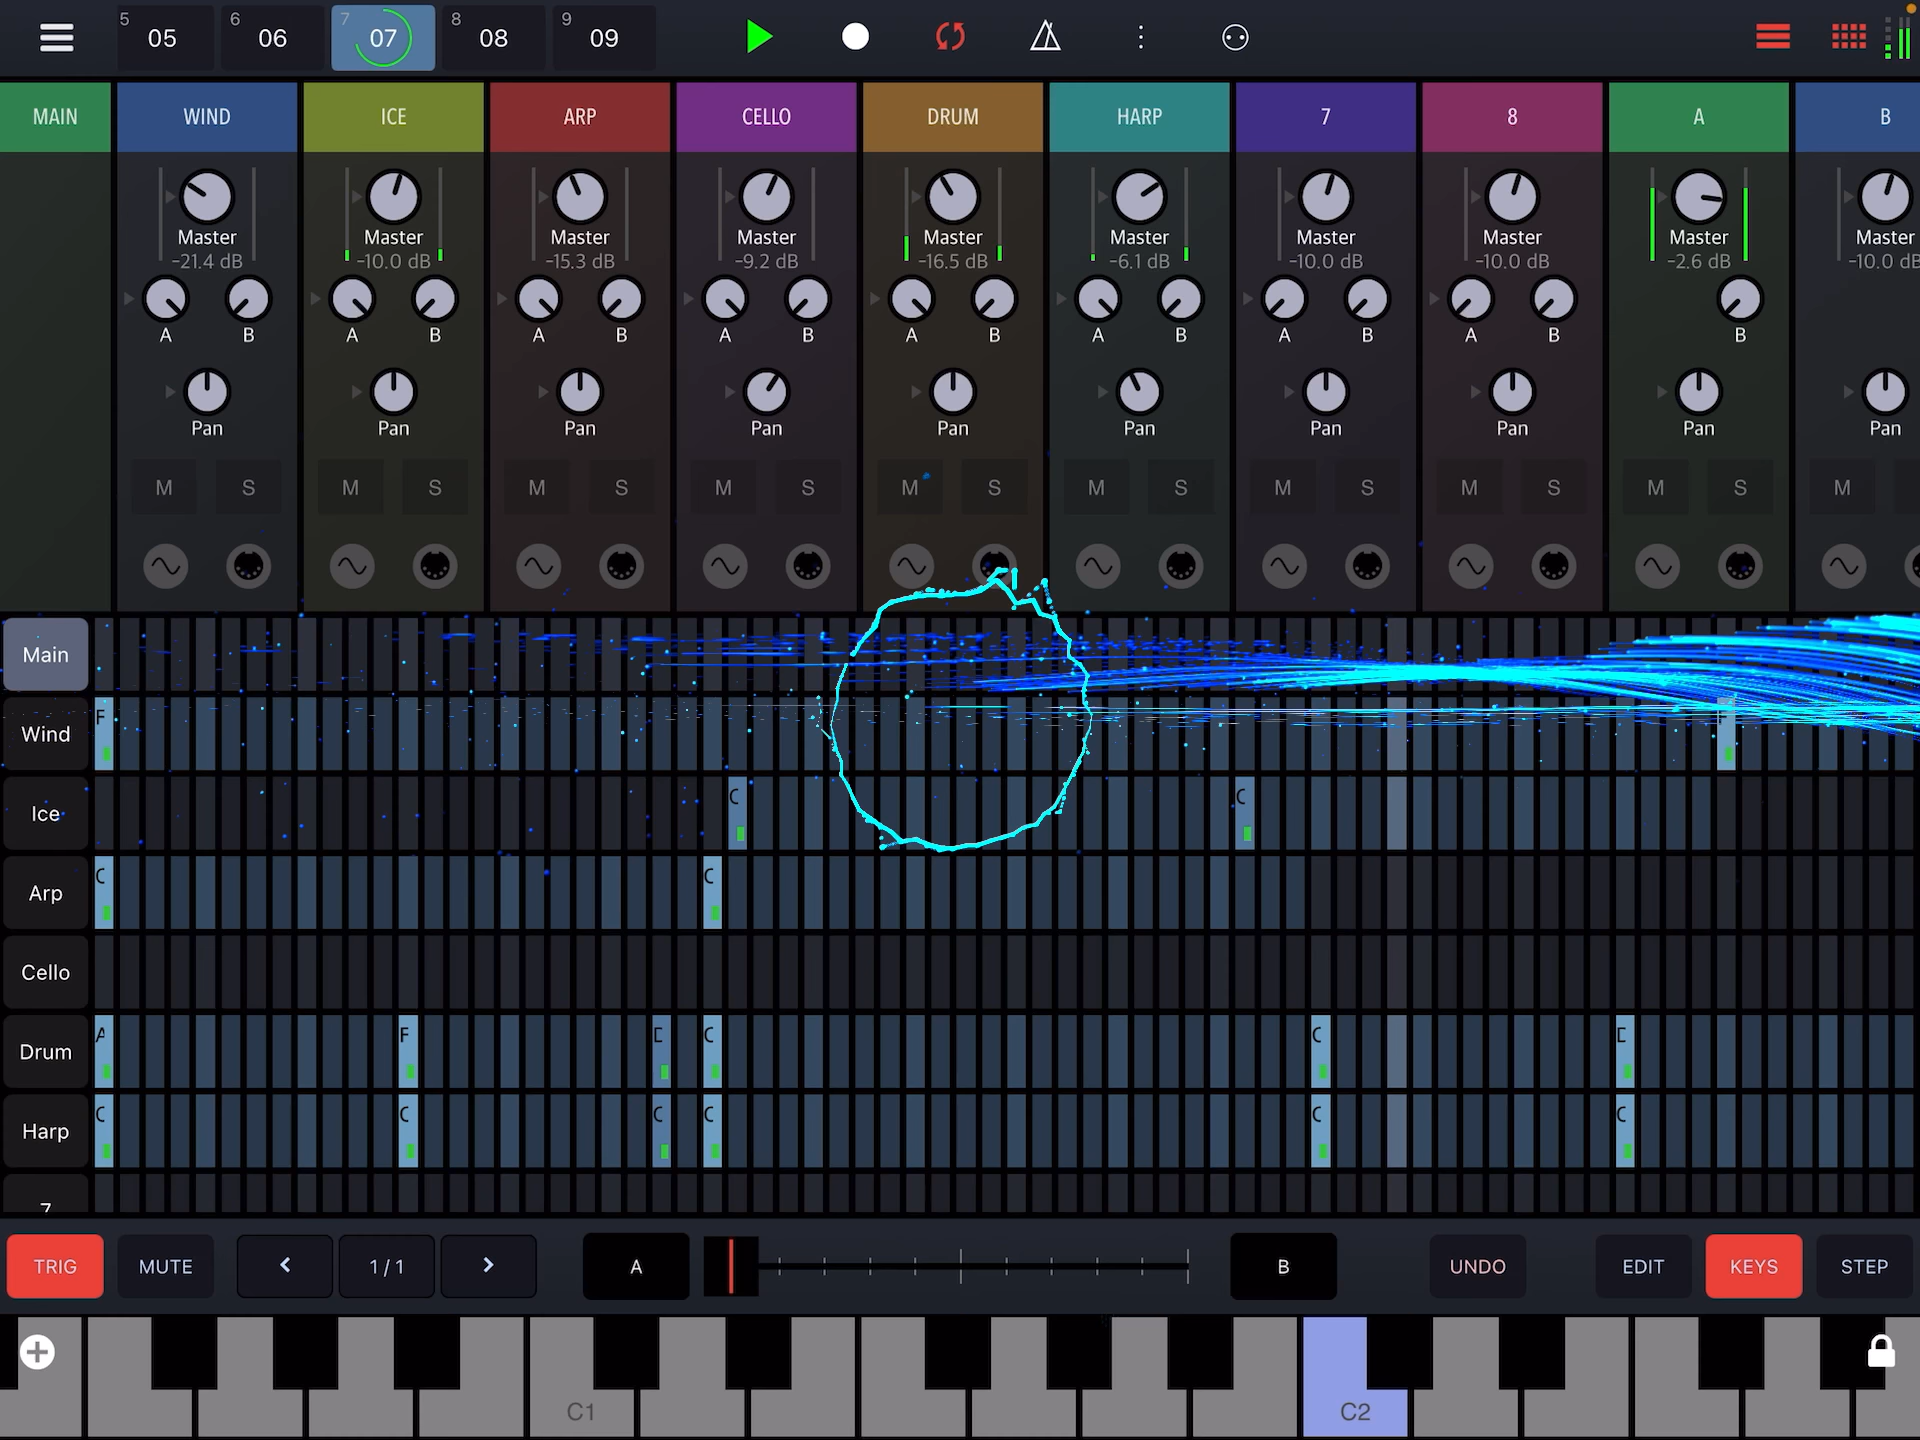 5 05 6 06 7 07 8 08 9 09
MAIN WIND ICE ARP CELLO DRUM HARP 7 8 A B
Master Master Master Master Master Master Master Master Master Master
-21.4 dB -10.0 dB -15.3 dB -9.2 dB -16.5 dB -6.1 dB -10.0 dB -10.0 dB -2.6 dB -10.0 dB
A B A B A B A B A B A B A B A B B
Pan Pan Pan Pan Pan Pan Pan Pan Pan Pan
M S M S M S M S M S M S M S M S M S M
Main
Wind F
Ice C C
Arp C C
Cello
Drum A F D C C D
Harp C C C C C C
7
TRIG MUTE < 1 / 1 > A B UNDO EDIT KEYS STEP
C1 C2